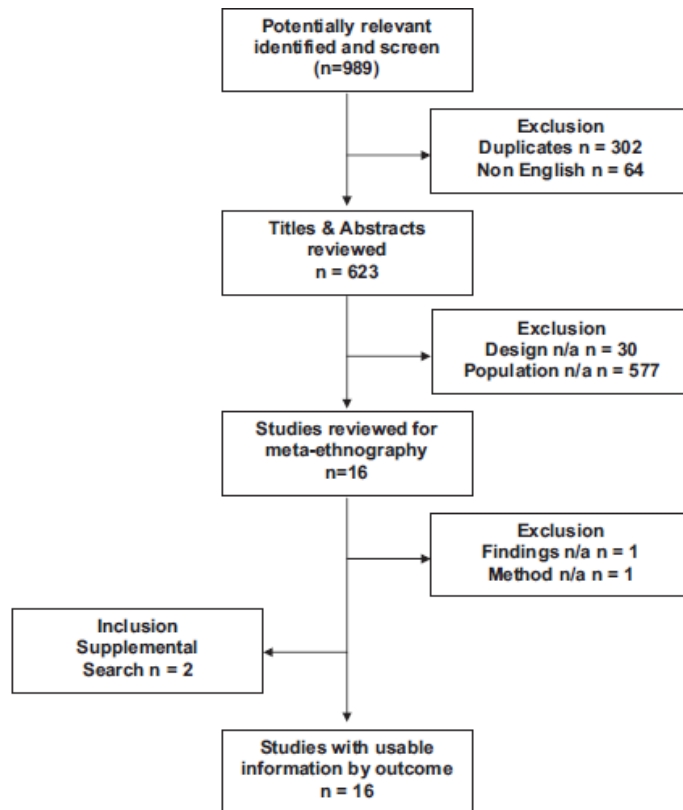 Potentially relevant
identified and screen
(n=989)
Exclusion
Duplicates n = 302
Non English n = 64
Titles & Abstracts
reviewed
n = 623
Exclusion
Design n/a n = 30
Population n/a n = 577
Studies reviewed for
meta-ethnography
n=16
Exclusion
Findings n/a n = 1
Method n/a n = 1
Inclusion
Supplemental
Search n = 2
Studies with usable
information by outcome
n = 16